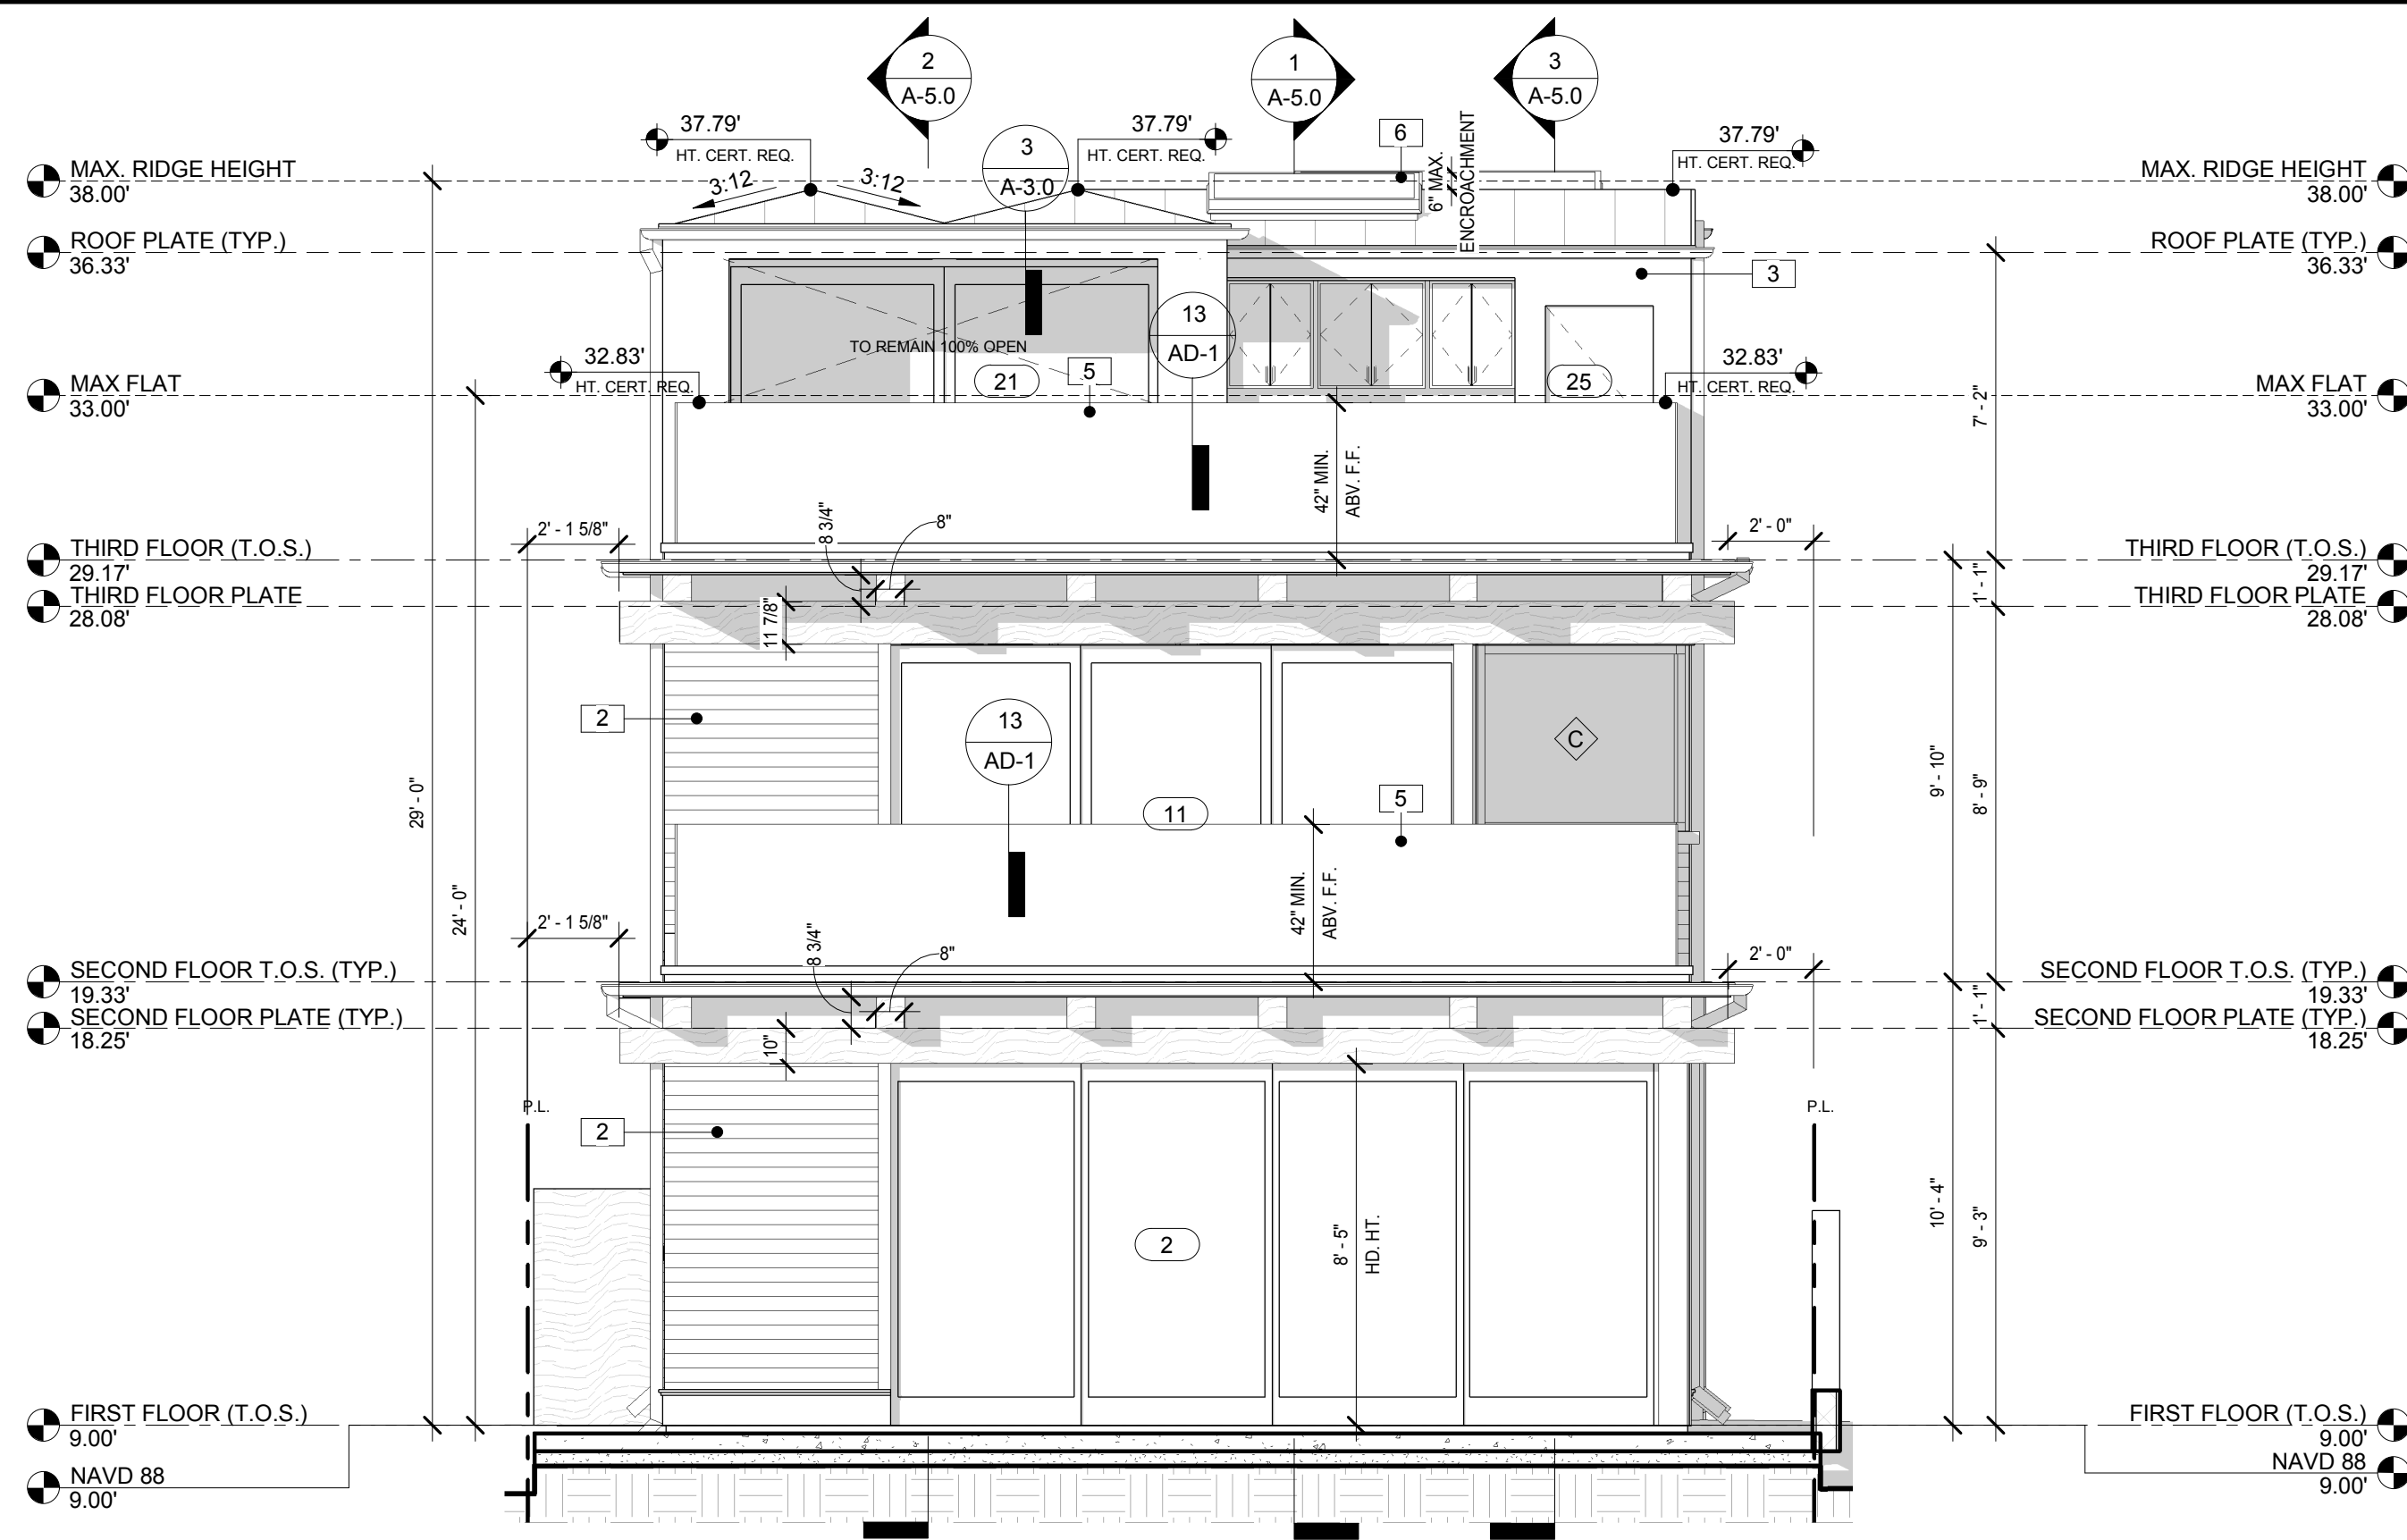 2
A-5.0
1
A-5.0
3
A-5.0
37.79'
HT. CERT. REQ.
3
A-3.0
37.79'
HT. CERT. REQ.
6
6" MAX.
ENCROACHMENT
37.79'
HT. CERT. REQ.
MAX. RIDGE HEIGHT
38.00'
3:12
3:12
MAX. RIDGE HEIGHT
38.00'
ROOF PLATE (TYP.)
36.33'
ROOF PLATE (TYP.)
36.33'
3
13
AD-1
TO REMAIN 100% OPEN
32.83'
HT. CERT. REQ.
21
5
25
32.83'
HT. CERT. REQ.
MAX FLAT
33.00'
MAX FLAT
33.00'
7' - 2"
42" MIN.
ABV. F.F.
2' - 1 5/8"
8 3/4"
8"
2' - 0"
THIRD FLOOR (T.O.S.)
29.17'
THIRD FLOOR (T.O.S.)
29.17'
THIRD FLOOR PLATE
28.08'
1' - 1"
THIRD FLOOR PLATE
28.08'
11 7/8"
2
13
AD-1
C
29' - 0"
9' - 10"
8' - 9"
11
5
24' - 0"
42" MIN.
ABV. F.F.
2' - 1 5/8"
8 3/4"
8"
2' - 0"
SECOND FLOOR T.O.S. (TYP.)
19.33'
SECOND FLOOR T.O.S. (TYP.)
19.33'
SECOND FLOOR PLATE (TYP.)
18.25'
1' - 1"
SECOND FLOOR PLATE (TYP.)
18.25'
10"
P.L.
P.L.
2
2
8' - 5"
HD. HT.
10' - 4"
9' - 3"
FIRST FLOOR (T.O.S.)
9.00'
FIRST FLOOR (T.O.S.)
9.00'
NAVD 88
9.00'
NAVD 88
9.00'